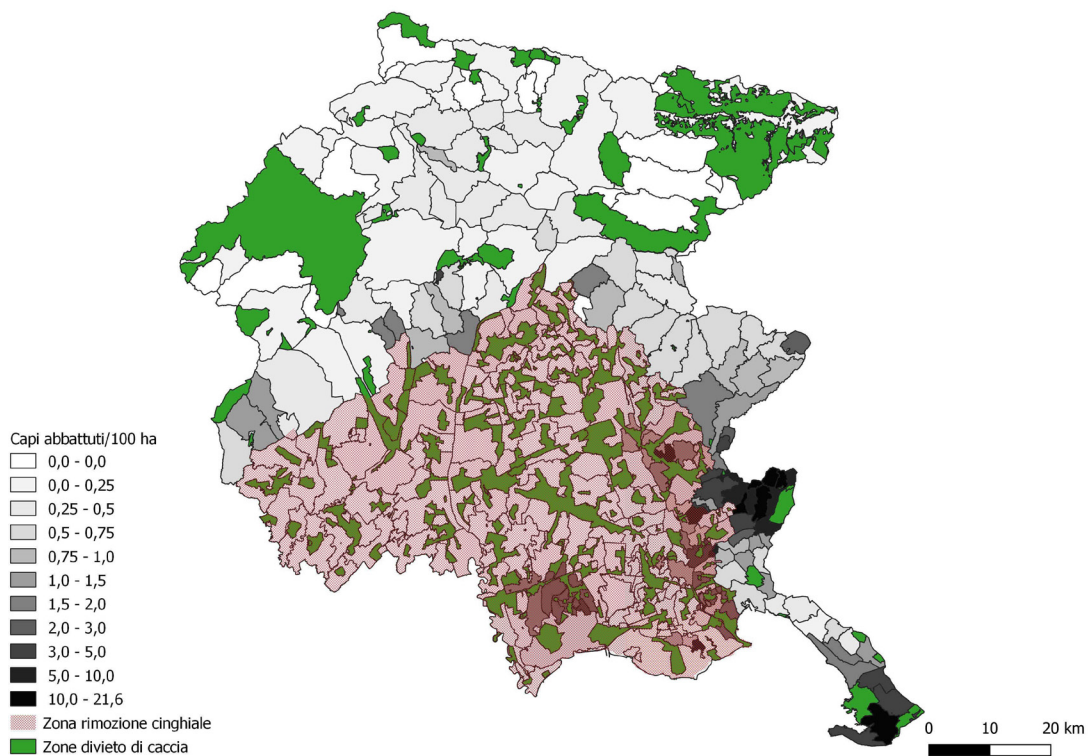 Capi abbattuti/100 ha
0,0 - 0,0
0,0 - 0,25
0,25 - 0,5
0,5 - 0,75
0,75 - 1,0
1,0 - 1,5
1,5 - 2,0
2,0 - 3,0
3,0 - 5,0
5,0 - 10,0
10,0 - 21,6
Zona rimozione cinghiale
Zone divieto di caccia
0 10 20 km